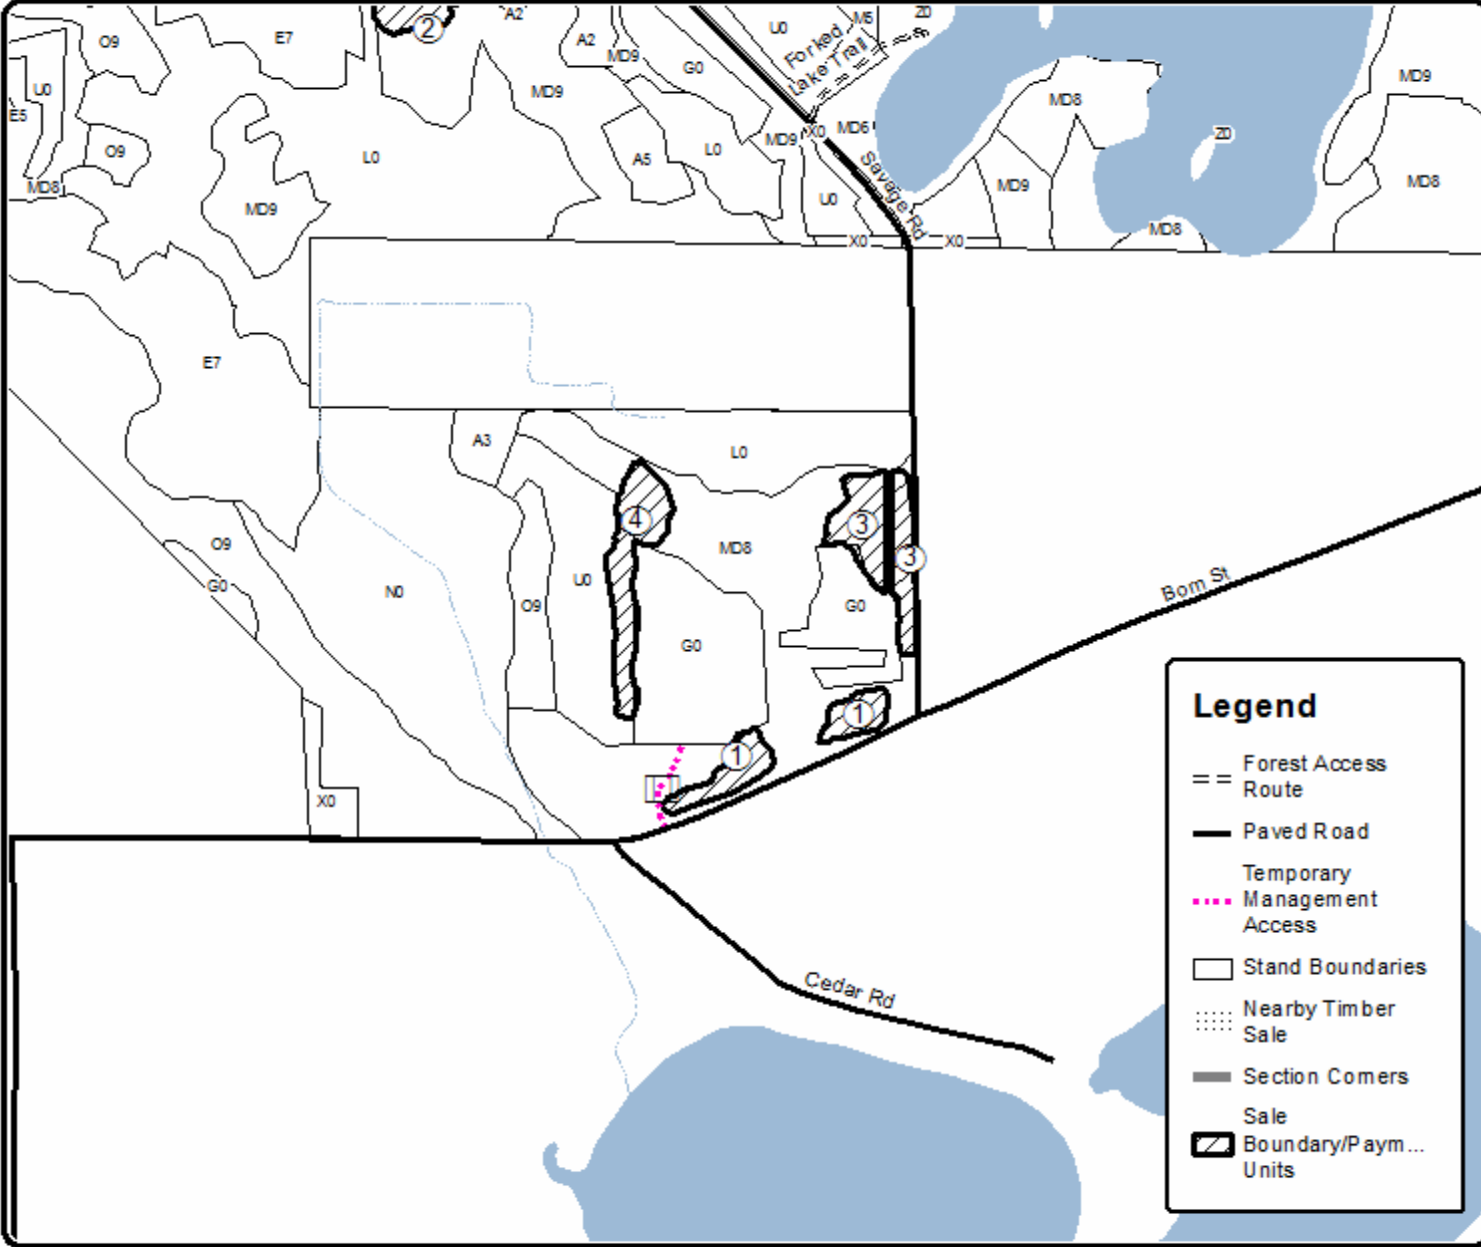 A2
Z0
2
M5
O9
E7
A2
U0
MD9
Forked
Lake Trail
G0
MD9
MD9
U0
MD8
E5
X0
MD6
Z0
MD9
O9
L0
A5
L0
Savage Rd
MD8
MD9
MD8
MD9
U0
MD8
X0
X0
E7
A3
L0
4
3
O9
MD8
3
G0
N0
U0
O9
G0
Born St
G0
1
1
X0
Cedar Rd
Legend
Forest Access
Route
Paved Road
Temporary
Management
Access
Stand Boundaries
Nearby Timber
Sale
Section Corners
Sale
Boundary/Paym...
Units